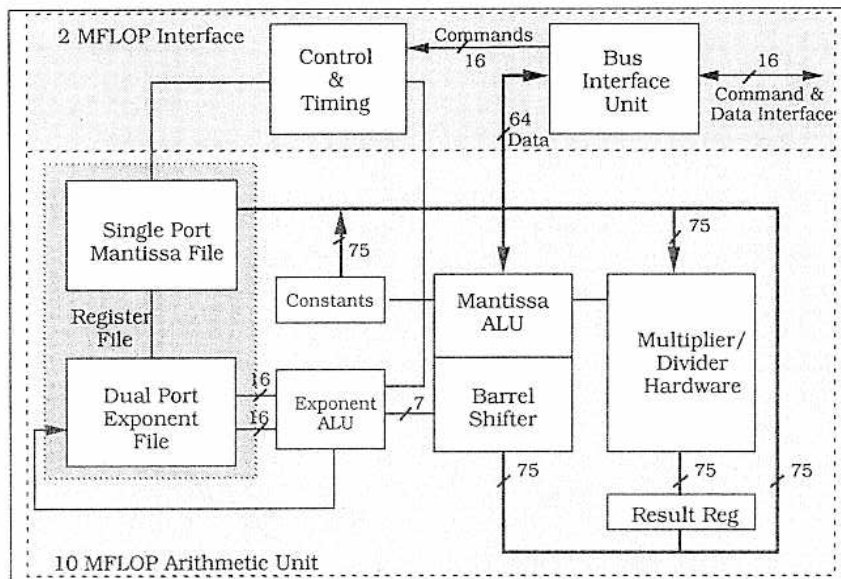 2 MFLOP Interface
Control
&
Timing
Commands
16
Bus
Interface
Unit
16
Command &
Data Interface
64
Data
Single Port
Mantissa File
75
75
Constants
Mantissa
ALU
Multiplier/
Divider
Hardware
Register
File
Dual Port
Exponent
File
16
16
Exponent
ALU
7
Barrel
Shifter
75
75
75
Result Reg
10 MFLOP Arithmetic Unit